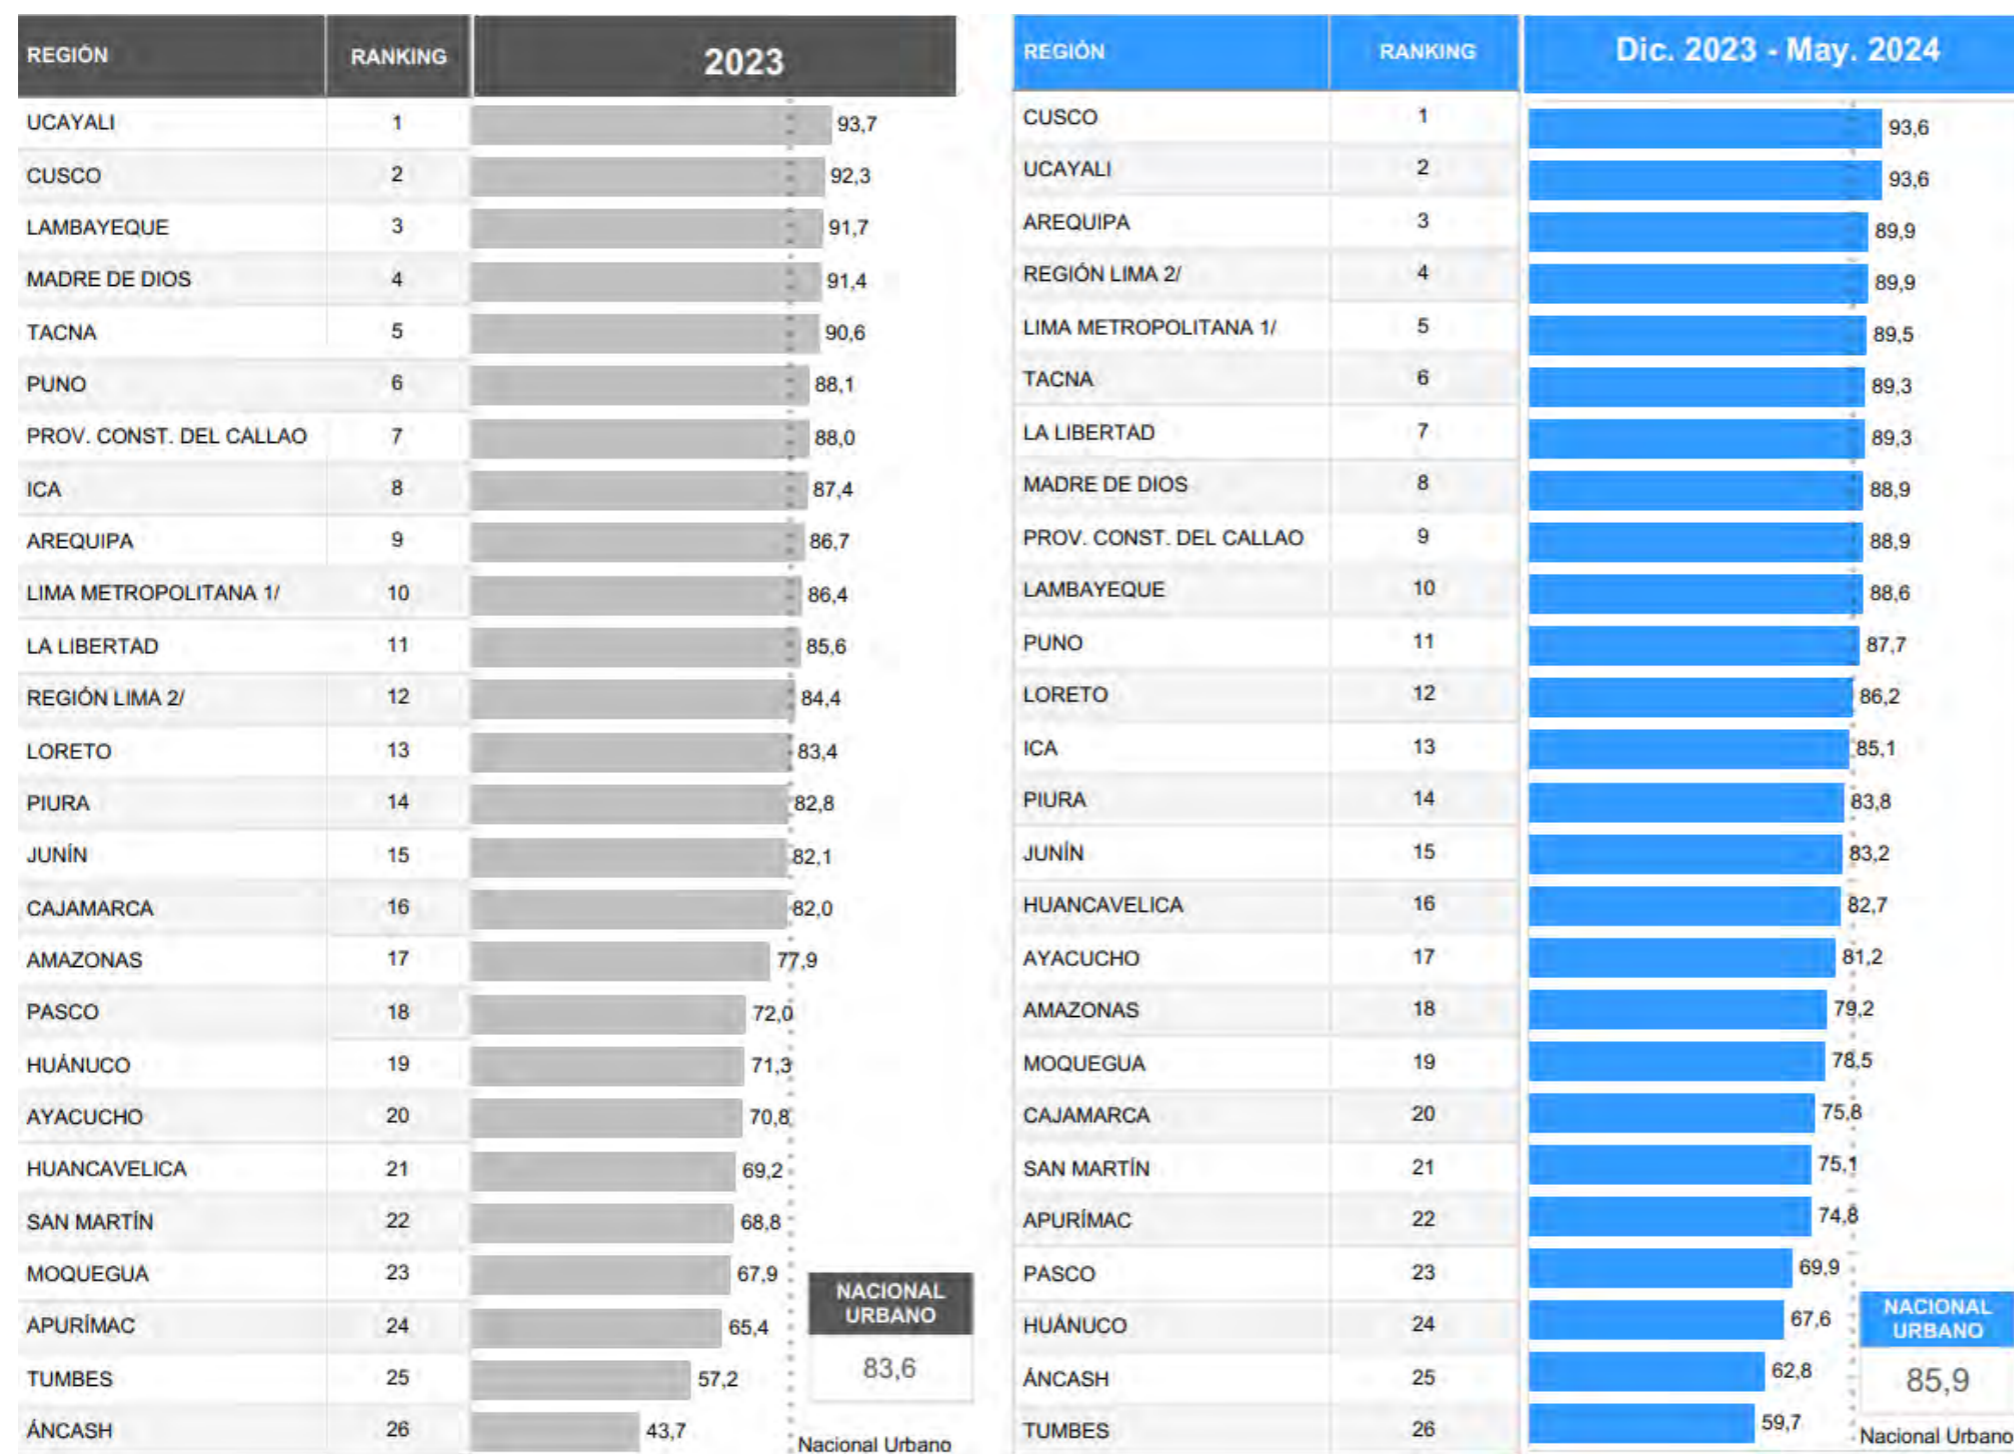 REGIÓN RANKING 2023
UCAYALI 1 93,7
CUSCO 2 92,3
LAMBAYEQUE 3 91,7
MADRE DE DIOS 4 91,4
TACNA 5 90,6
PUNO 6 88,1
PROV. CONST. DEL CALLAO 7 88,0
ICA 8 87,4
AREQUIPA 9 86,7
LIMA METROPOLITANA 1/ 10 86,4
LA LIBERTAD 11 85,6
REGIÓN LIMA 2/ 12 84,4
LORETO 13 83,4
PIURA 14 82,8
JUNÍN 15 82,1
CAJAMARCA 16 82,0
AMAZONAS 17 77,9
PASCO 18 72,0
HUÁNUCO 19 71,3
AYACUCHO 20 70,8
HUANCAVELICA 21 69,2
SAN MARTÍN 22 68,8
MOQUEGUA 23 67,9
APURÍMAC 24 65,4
TUMBES 25 57,2
ÁNCASH 26 43,7
NACIONAL
URBANO
83,6
Nacional Urbano
REGIÓN RANKING Dic. 2023 - May. 2024
CUSCO 1 93,6
UCAYALI 2 93,6
AREQUIPA 3 89,9
REGIÓN LIMA 2/ 4 89,9
LIMA METROPOLITANA 1/ 5 89,5
TACNA 6 89,3
LA LIBERTAD 7 89,3
MADRE DE DIOS 8 88,9
PROV. CONST. DEL CALLAO 9 88,9
LAMBAYEQUE 10 88,6
PUNO 11 87,7
LORETO 12 86,2
ICA 13 85,1
PIURA 14 83,8
JUNÍN 15 83,2
HUANCAVELICA 16 82,7
AYACUCHO 17 81,2
AMAZONAS 18 79,2
MOQUEGUA 19 78,5
CAJAMARCA 20 75,8
SAN MARTÍN 21 75,1
APURÍMAC 22 74,8
PASCO 23 69,9
HUÁNUCO 24 67,6
ÁNCASH 25 62,8
TUMBES 26 59,7
NACIONAL
URBANO
85,9
Nacional Urbano